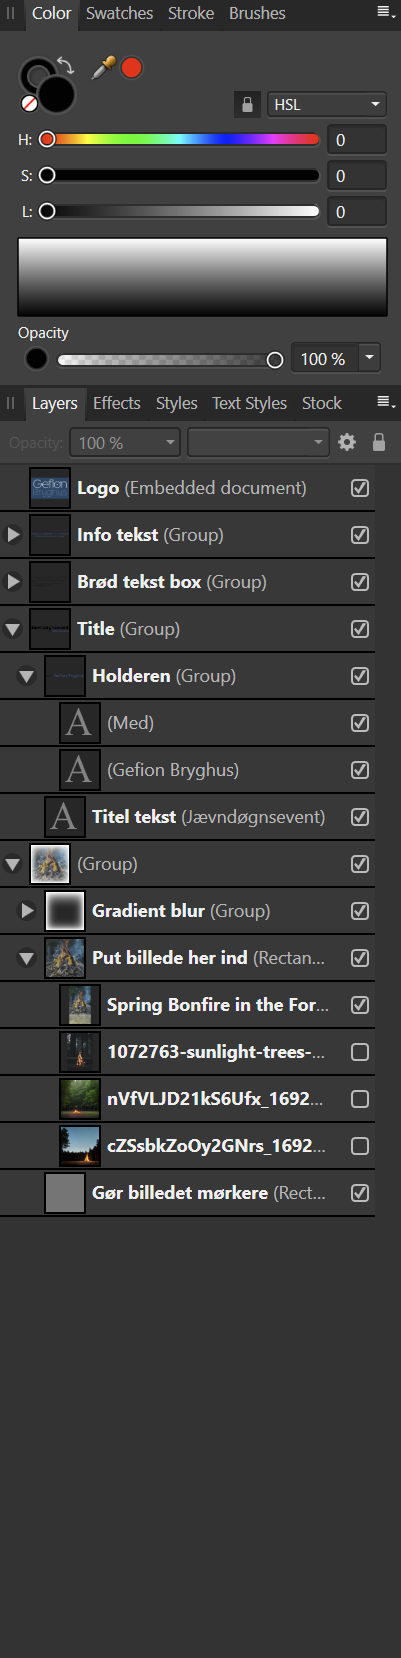 Color Swatches Stroke Brushes
HSL
H: 0
S: 0
L: 0
Opacity
100 %
Layers Effects Styles Text Styles Stock
Opacity: 100 %
Gefion
Bryghus
Logo (Embedded document)
Info tekst (Group)
Brød tekst box (Group)
Title (Group)
Holderen (Group)
A (Med)
A (Gefion Bryghus)
A Titel tekst (Jævndøgnsevent)
(Group)
Gradient blur (Group)
Put billede her ind (Rectan...
Spring Bonfire in the For...
1072763-sunlight-trees-...
nVfVLJD21kS6Ufx_1692...
cZSsbkZoOy2GNrs_1692...
Gør billedet mørkere (Rect...